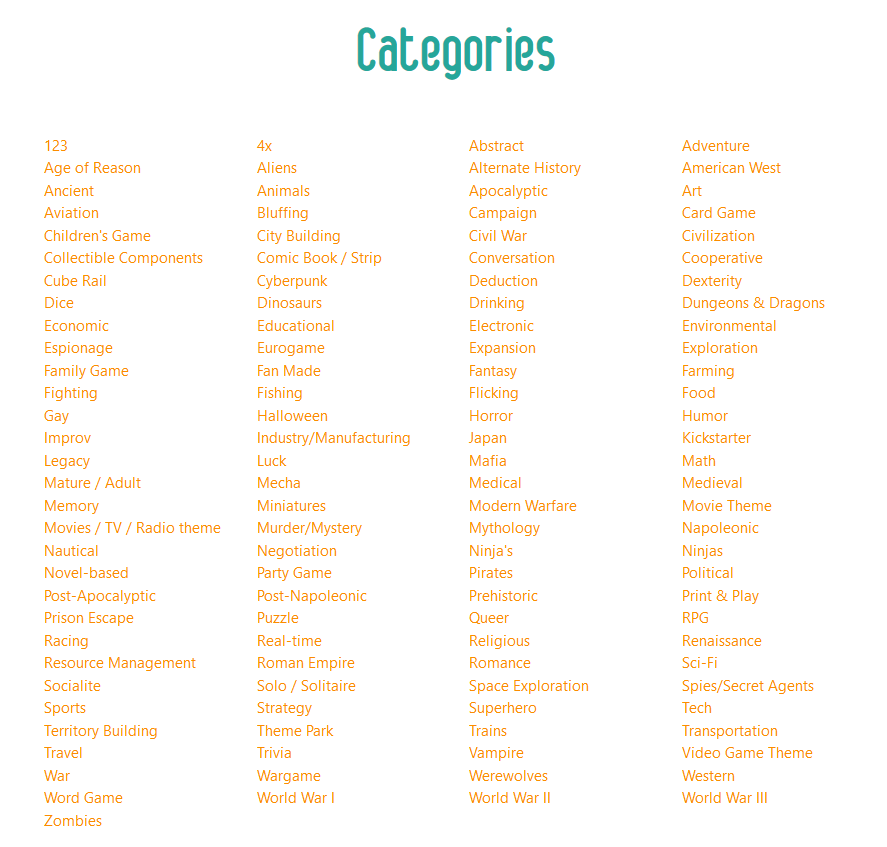 Categories
123 4x Abstract Adventure
Age of Reason Aliens Alternate History American West
Ancient Animals Apocalyptic Art
Aviation Bluffing Campaign Card Game
Children's Game City Building Civil War Civilization
Collectible Components Comic Book / Strip Conversation Cooperative
Cube Rail Cyberpunk Deduction Dexterity
Dice Dinosaurs Drinking Dungeons & Dragons
Economic Educational Electronic Environmental
Espionage Eurogame Expansion Exploration
Family Game Fan Made Fantasy Farming
Fighting Fishing Flicking Food
Gay Halloween Horror Humor
Improv Industry/Manufacturing Japan Kickstarter
Legacy Luck Mafia Math
Mature / Adult Mecha Medical Medieval
Memory Miniatures Modern Warfare Movie Theme
Movies / TV / Radio theme Murder/Mystery Mythology Napoleonic
Nautical Negotiation Ninja's Ninjas
Novel-based Party Game Pirates Political
Post-Apocalyptic Post-Napoleonic Prehistoric Print & Play
Prison Escape Puzzle Queer RPG
Racing Real-time Religious Renaissance
Resource Management Roman Empire Romance Sci-Fi
Socialite Solo / Solitaire Space Exploration Spies/Secret Agents
Sports Strategy Superhero Tech
Territory Building Theme Park Trains Transportation
Travel Trivia Vampire Video Game Theme
War Wargame Werewolves Western
Word Game World War I World War II World War III
Zombies